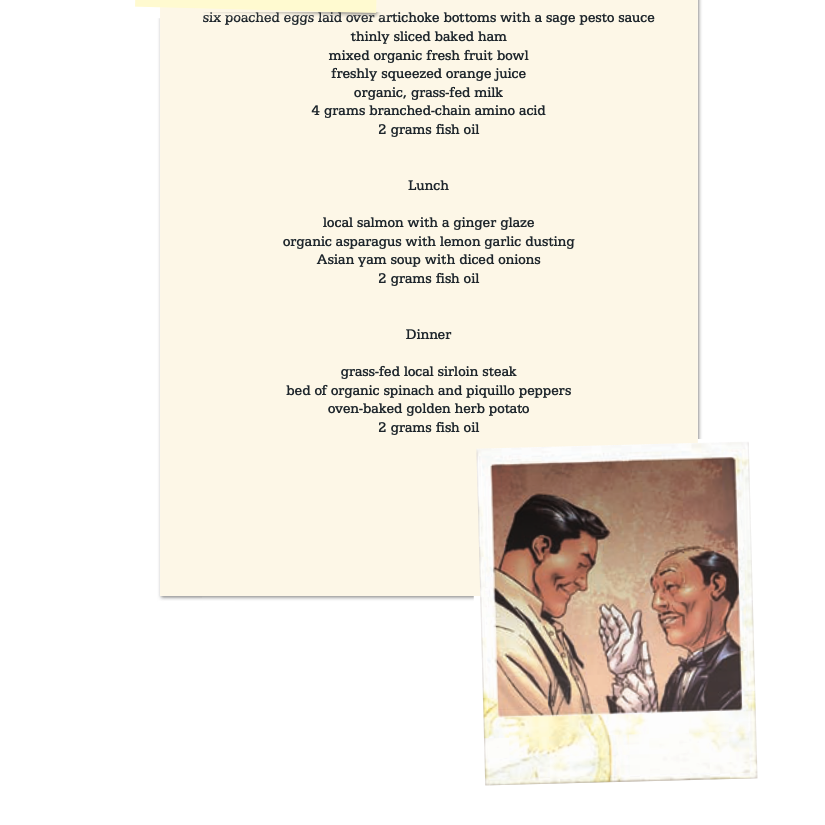 six poached eggs laid over artichoke bottoms with a sage pesto sauce
thinly sliced baked ham
mixed organic fresh fruit bowl
freshly squeezed orange juice
organic, grass-fed milk
4 grams branched-chain amino acid
2 grams fish oil
Lunch
local salmon with a ginger glaze
organic asparagus with lemon garlic dusting
Asian yam soup with diced onions
2 grams fish oil
Dinner
grass-fed local sirloin steak
bed of organic spinach and piquillo peppers
oven-baked golden herb potato
2 grams fish oil